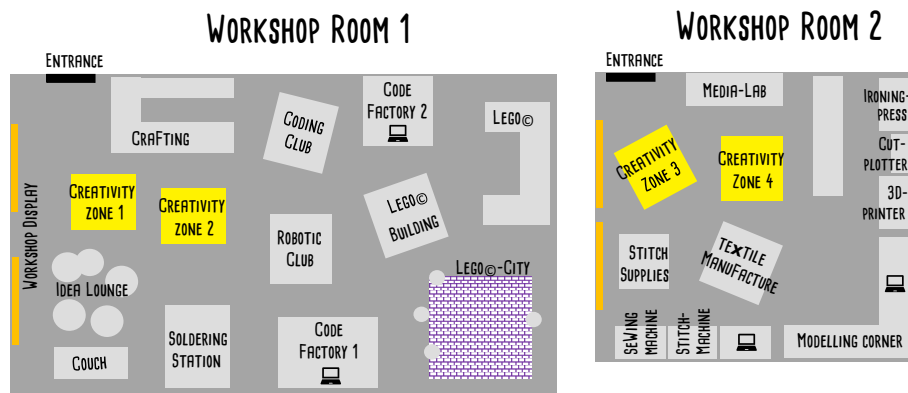 Workshop Room 1
Entrance
Crafting
Coding
Club
Code
Factory 2
Lego©
Creativity
zone 1
Creativity
zone 2
Lego©
Building
Workshop Display
Robotic
Club
Idea Lounge
Lego©-City
Soldering
Station
Code
Factory 1
Couch
Workshop Room 2
Entrance
Media-Lab
Ironing-
press
Cut-
plotter
3D-
printer
Creativity
Zone 3
Creativity
Zone 4
Stitch
Supplies
Textile
Manufacture
Sewing
Machine
Stitch-
Machine
Modelling corner